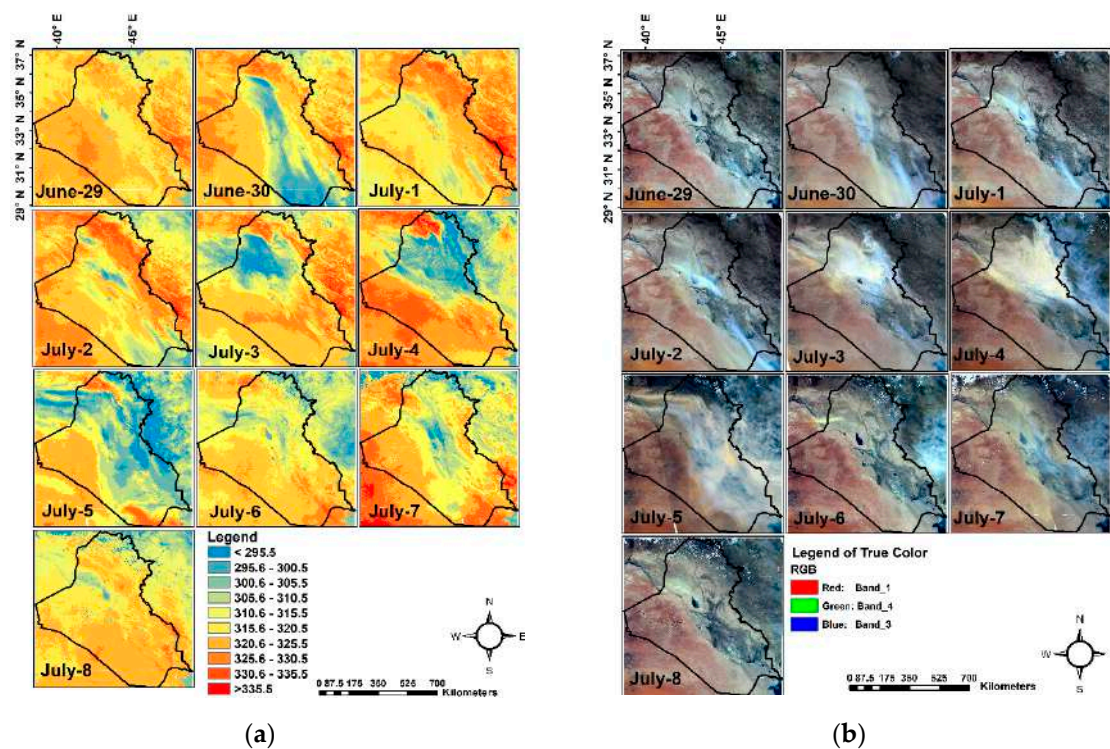 40° E 45° E
37° N
35° N
33° N
31° N
29° N
June-29 June-30 July-1
July-2 July-3 July-4
July-5 July-6 July-7
July-8
Legend
< 295.5
295.6 - 300.5
300.6 - 305.5
305.6 - 310.5
310.6 - 315.5
315.6 - 320.5
320.6 - 325.5
325.6 - 330.5
330.6 - 335.5
>335.5
N
W E
S
0 87.5 175 350 525 700
Kilometers
(a)
40° E 45° E
37° N
35° N
33° N
31° N
29° N
June-29 June-30 July-1
July-2 July-3 July-4
July-5 July-6 July-7
July-8
Legend of True Color
RGB
Red: Band_1
Green: Band_4
Blue: Band_3
N
W
S
0 87.5 175 350 525 700
Kilometers
(b)